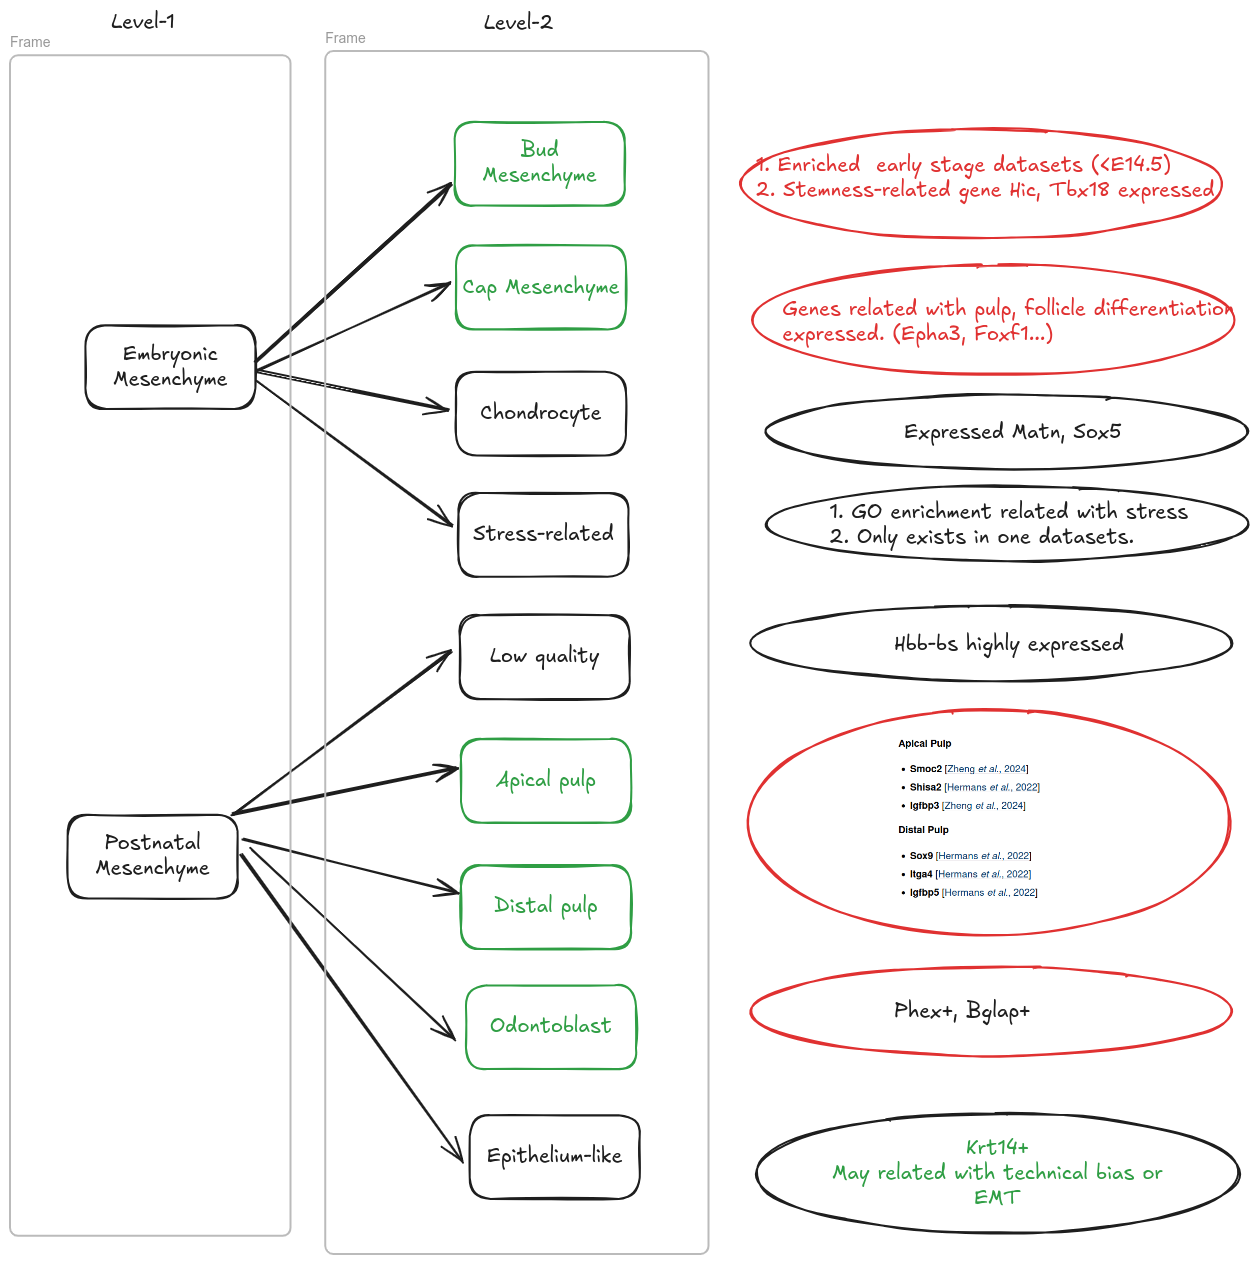 Level-1
Level-2
Frame
Frame
Bud
Mesenchyme
1. Enriched early stage datasets (<E14.5)
2. Stemness-related gene Hic, Tbx18 expressed
Cap Mesenchyme
Genes related with pulp, follicle differentiation
expressed. (Epha3, Foxf1...)
Embryonic
Mesenchyme
Chondrocyte
Expressed Matn, Sox5
Stress-related
1. GO enrichment related with stress
2. Only exists in one datasets.
Low quality
Hbb-bs highly expressed
Apical pulp
Apical Pulp
• Smoc2 [Zheng et al., 2024]
• Shisa2 [Hermans et al., 2022]
• Igfbp3 [Zheng et al., 2024]
Distal Pulp
• Sox9 [Hermans et al., 2022]
• Itga4 [Hermans et al., 2022]
• Igfbp5 [Hermans et al., 2022]
Postnatal
Mesenchyme
Distal pulp
Odontoblast
Phex+, Bglap+
Epithelium-like
Krt14+
May related with technical bias or
EMT